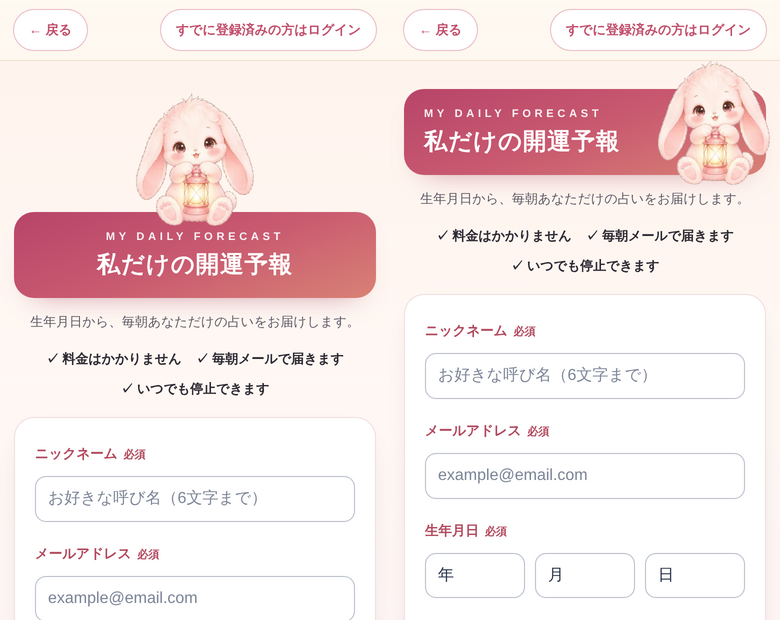 ← 戻る
すでに登録済みの方はログイン
MY DAILY FORECAST
私だけの開運予報
生年月日から、毎朝あなただけの占いをお届けします。
✓ 料金はかかりません ✓ 毎朝メールで届きます
✓ いつでも停止できます
ニックネーム 必須
お好きな呼び名（6文字まで）
メールアドレス 必須
example@email.com
← 戻る
すでに登録済みの方はログイン
MY DAILY FORECAST
私だけの開運予報
生年月日から、毎朝あなただけの占いをお届けします。
✓ 料金はかかりません ✓ 毎朝メールで届きます
✓ いつでも停止できます
ニックネーム 必須
お好きな呼び名（6文字まで）
メールアドレス 必須
example@email.com
生年月日 必須
年 月 日